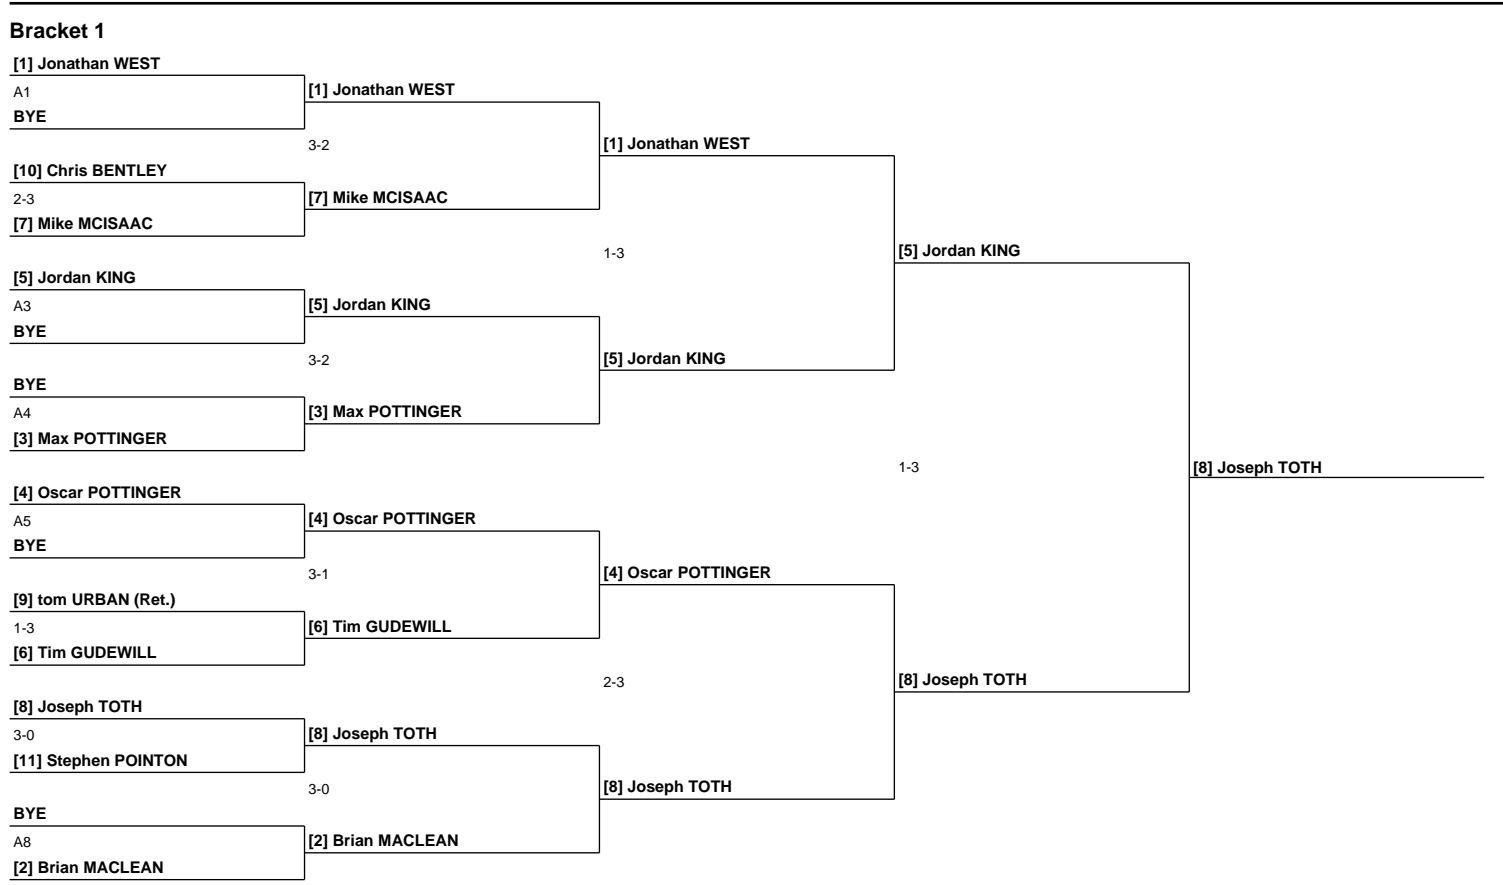 Bracket 1
[1] Jonathan WEST
A1
BYE
[10] Chris BENTLEY
2-3
[7] Mike MCISAAC
[5] Jordan KING
A3
BYE
BYE
A4
[3] Max POTTINGER
[4] Oscar POTTINGER
A5
BYE
[9] tom URBAN (Ret.)
1-3
[6] Tim GUDEWILL
[8] Joseph TOTH
3-0
[11] Stephen POINTON
BYE
A8
[2] Brian MACLEAN
[1] Jonathan WEST
3-2
[7] Mike MCISAAC
[5] Jordan KING
3-2
[3] Max POTTINGER
[4] Oscar POTTINGER
3-1
[6] Tim GUDEWILL
[8] Joseph TOTH
3-0
[2] Brian MACLEAN
[1] Jonathan WEST
1-3
[5] Jordan KING
[4] Oscar POTTINGER
2-3
[8] Joseph TOTH
[5] Jordan KING
1-3
[8] Joseph TOTH
[8] Joseph TOTH